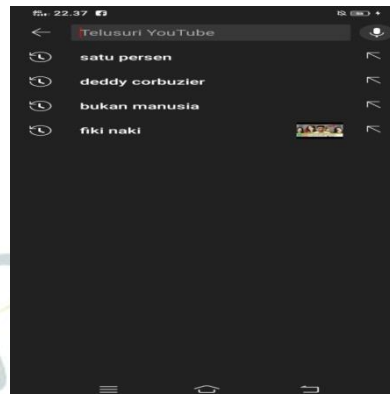 22.37
Telusuri YouTube
satu persen
deddy corbuzier
bukan manusia
fiki naki